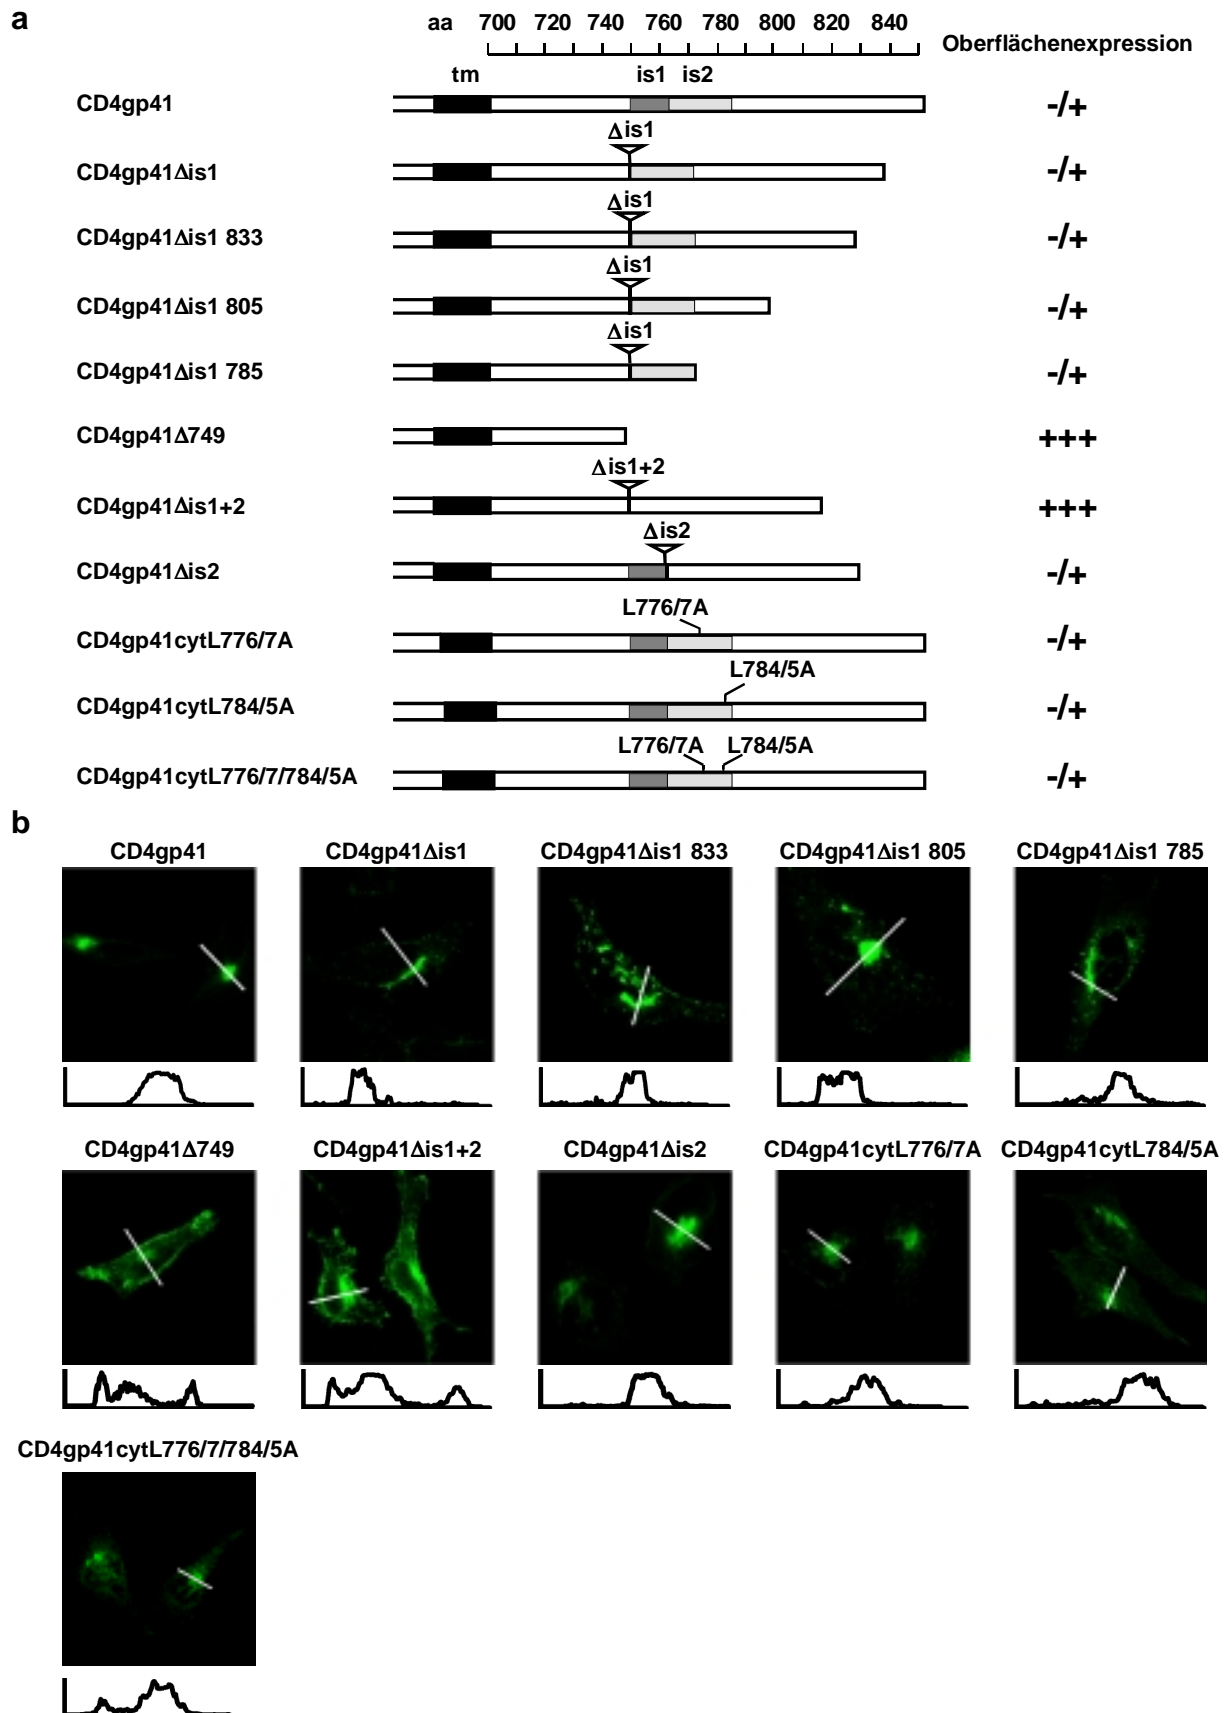 a
aa 700 720 740 760 780 800 820 840
Oberflächenexpression
tm is1 is2
CD4gp41 -/+
Δis1
CD4gp41Δis1 -/+
Δis1
CD4gp41Δis1 833 -/+
Δis1
CD4gp41Δis1 805 -/+
Δis1
CD4gp41Δis1 785 -/+
CD4gp41Δ749 +++
Δis1+2
CD4gp41Δis1+2 +++
Δis2
CD4gp41Δis2 -/+
L776/7A
CD4gp41cytL776/7A -/+
L784/5A
CD4gp41cytL784/5A -/+
L776/7A L784/5A
CD4gp41cytL776/7/784/5A -/+
b
CD4gp41 CD4gp41Δis1 CD4gp41Δis1 833 CD4gp41Δis1 805 CD4gp41Δis1 785
CD4gp41Δ749 CD4gp41Δis1+2 CD4gp41Δis2 CD4gp41cytL776/7A CD4gp41cytL784/5A
CD4gp41cytL776/7/784/5A